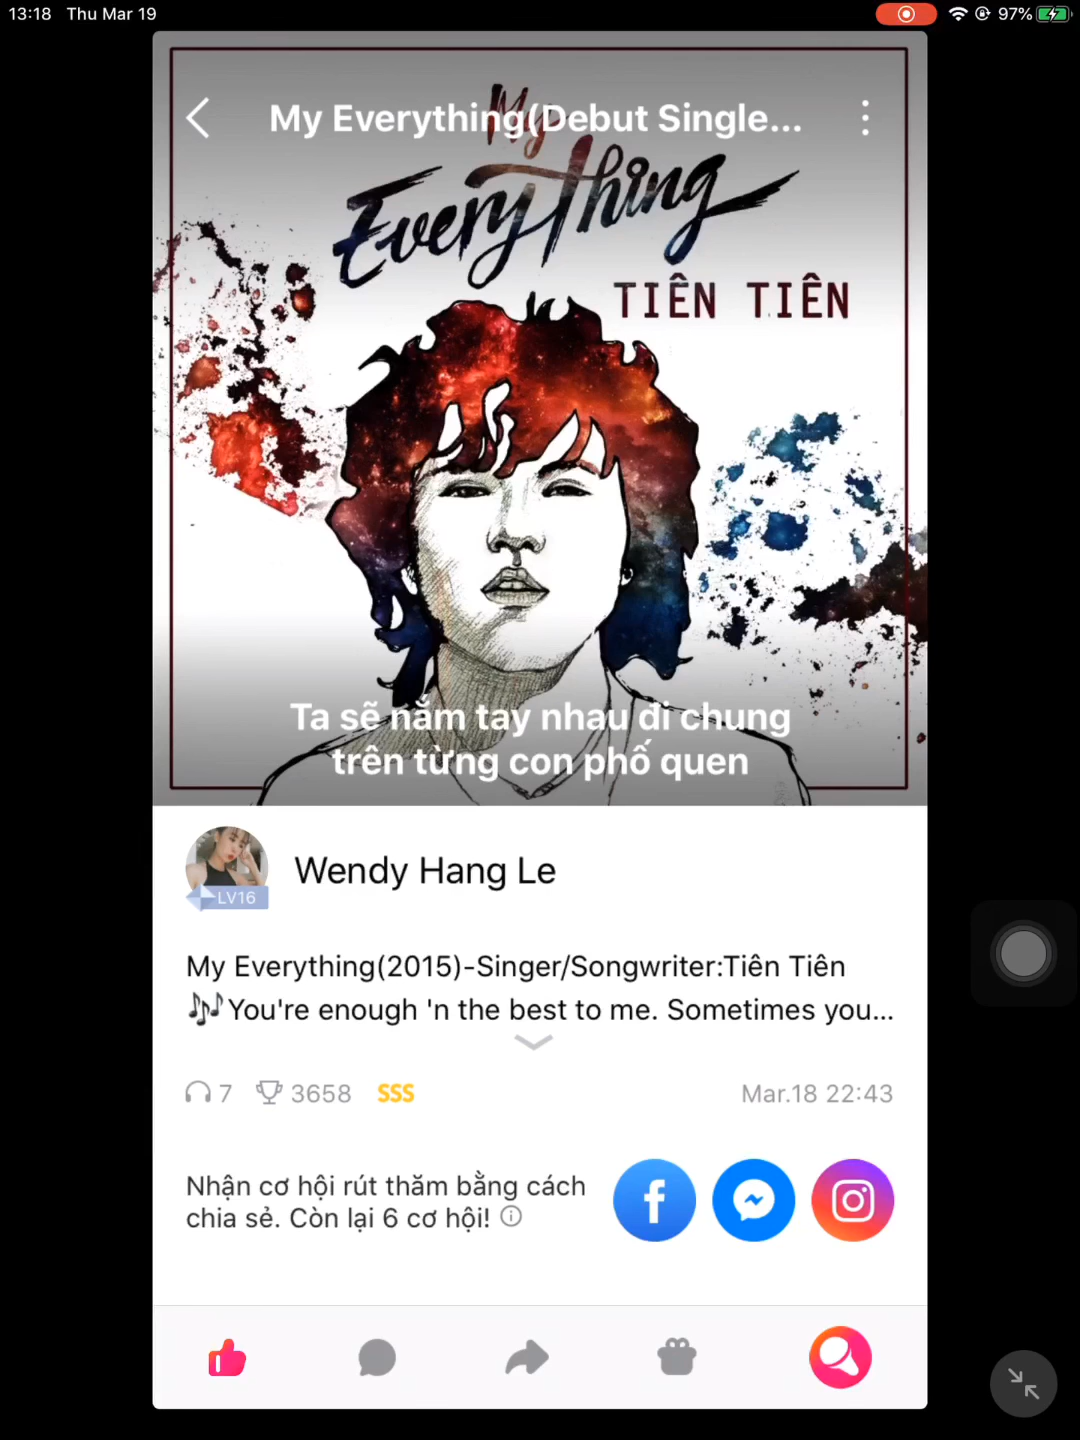 13:18 Thu Mar 19
97%
My Everything(Debut Single...
My
Everything
TIÊN TIÊN
Ta sẽ nắm tay nhau đi chung
trên từng con phố quen
Wendy Hang Le
LV16
My Everything(2015)-Singer/Songwriter:Tiên Tiên
🎶You're enough 'n the best to me. Sometimes you...
7 3658 SSS Mar.18 22:43
Nhận cơ hội rút thăm bằng cách
chia sẻ. Còn lại 6 cơ hội!